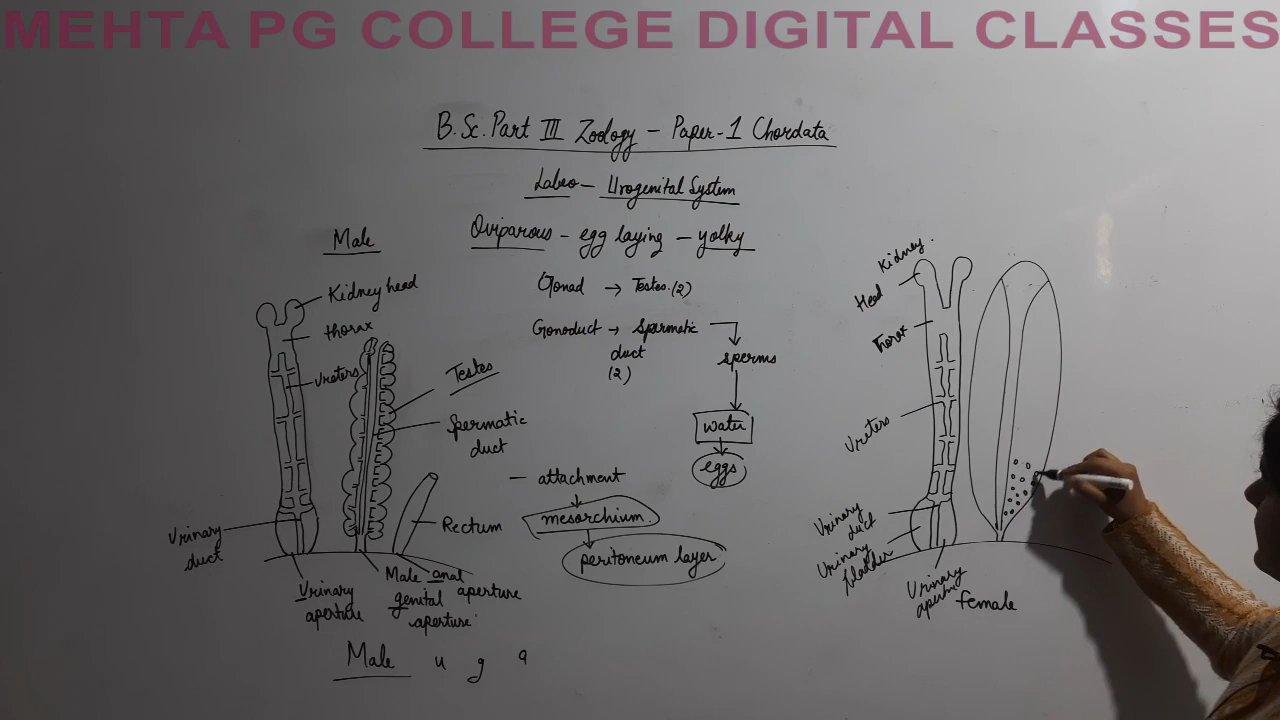 MEHTA PG COLLEGE DIGITAL CLASSES
B.Sc. Part III Zoology - Paper-1 Chordata
Labeo - Urogenital System
Oviparous - egg laying - yolky
Male
Kidney head
thorax
Ureters
Testes
Spermatic
duct
Rectum
Urinary
duct
Urinary
aperture
Male
genital
aperture
anal
aperture
Male u g a
Gonad → Testes (2)
Gonoduct → Spermatic
duct
(2)
sperms
water
eggs
- attachment
mesorchium.
peritoneum layer
Kidney.
Head
Thorax
Ureters
Urinary
duct
Urinary
bladder
Urinary
aperture
female